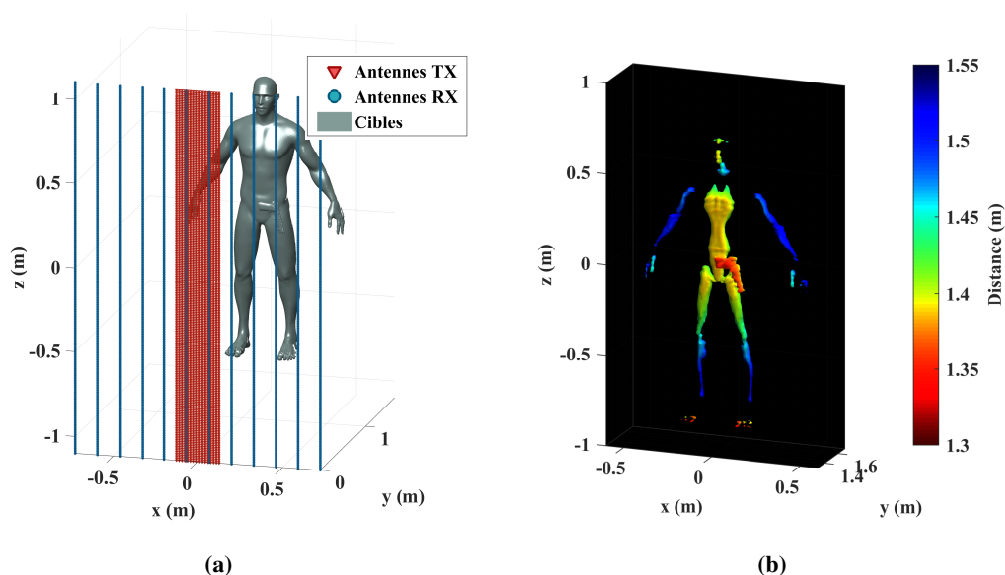 Antennes TX
Antennes RX
Cibles
1
0.5
0
-0.5
-1
z (m)
-0.5
0
0.5
x (m)
0
1
y (m)
(a)
1
0.5
0
-0.5
-1
z (m)
-0.5
0
0.5
x (m)
1.4
1.6
y (m)
1.55
1.5
1.45
1.4
1.35
1.3
Distance (m)
(b)